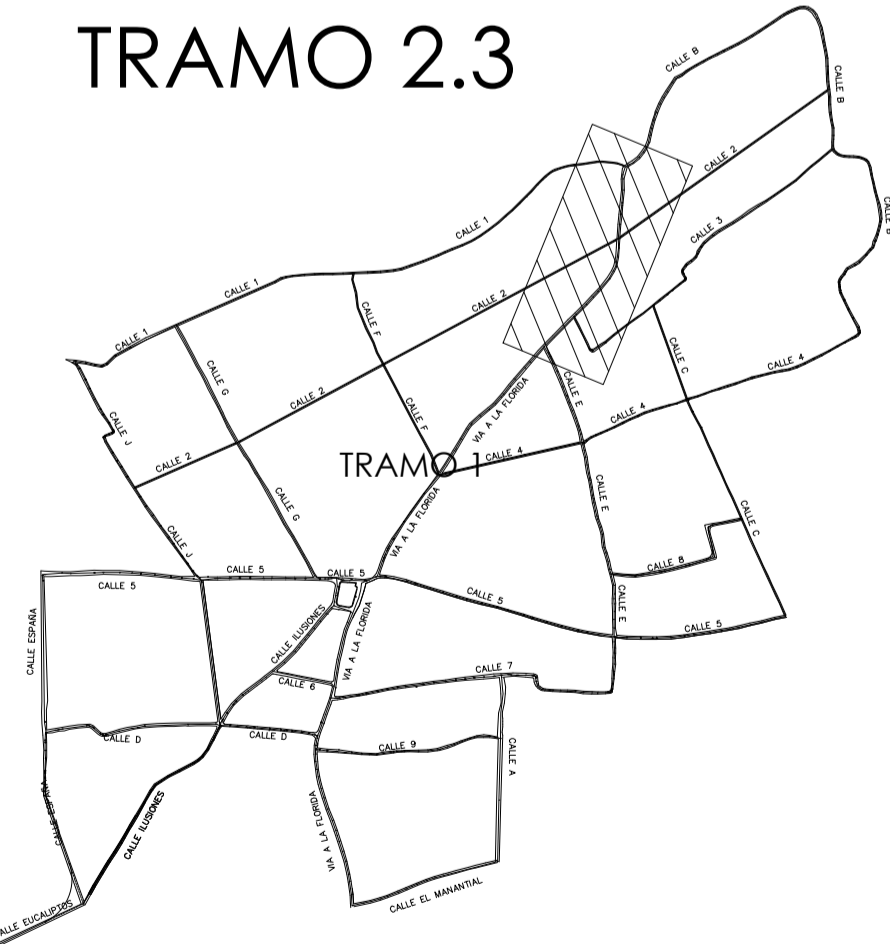 TRAMO 2.3
CALLE B
CALLE B
CALLE 2
CALLE B
CALLE 1
CALLE 3
CALLE 1
CALLE 2
CALLE F
CALLE 1
CALLE C
CALLE 4
CALLE G
CALLE E
CALLE 2
VIA A LA FLORIDA
CALLE F
CALLE 4
CALLE J
CALLE 4
CALLE 2
TRAMO 1
CALLE E
CALLE G
VIA A LA FLORIDA
CALLE C
CALLE J
CALLE 8
CALLE 5
CALLE 5
CALLE 5
CALLE 5
CALLE E
CALLE 5
CALLE ESPAÑA
CALLE ILUSIONES
VIA A LA FLORIDA
CALLE 7
CALLE 6
CALLE D
CALLE D
CALLE 9
CALLE A
CALLE ESPAÑA
CALLE ILUSIONES
VIA A LA FLORIDA
CALLE EL MANANTIAL
ALLE EUCALIPTOS